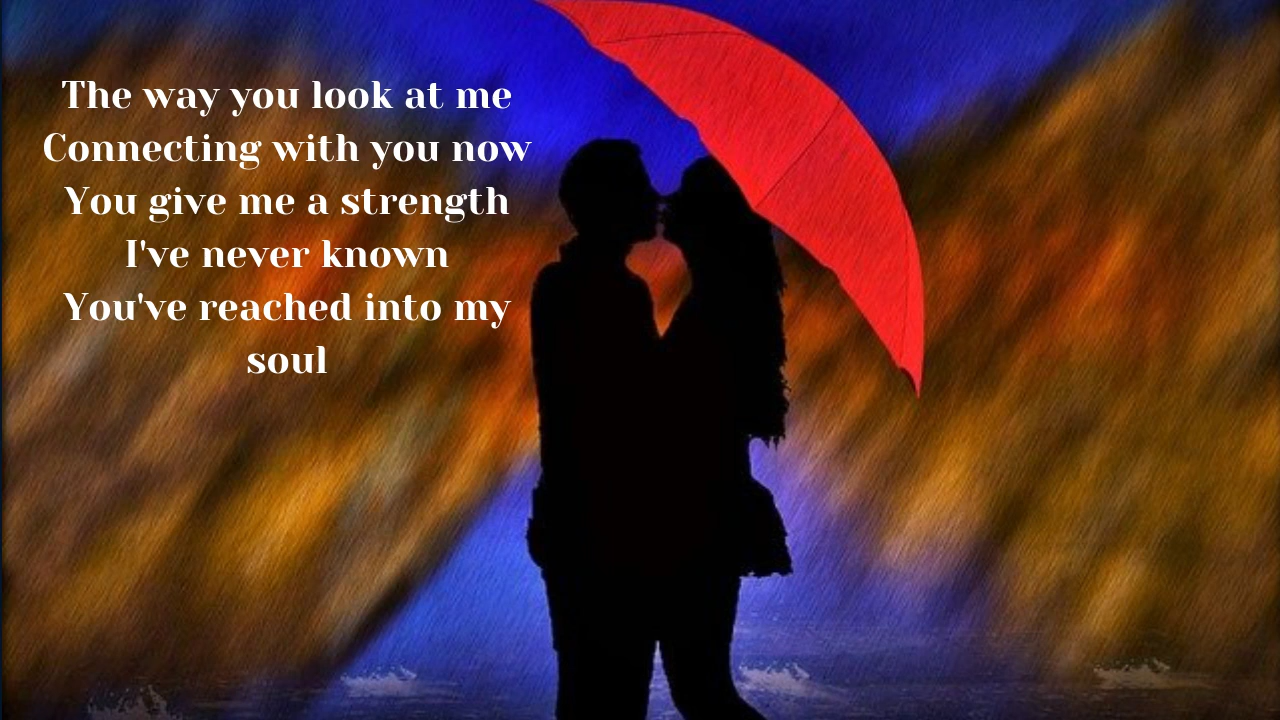 The way you look at me
Connecting with you now
You give me a strength
I've never known
You've reached into my
soul